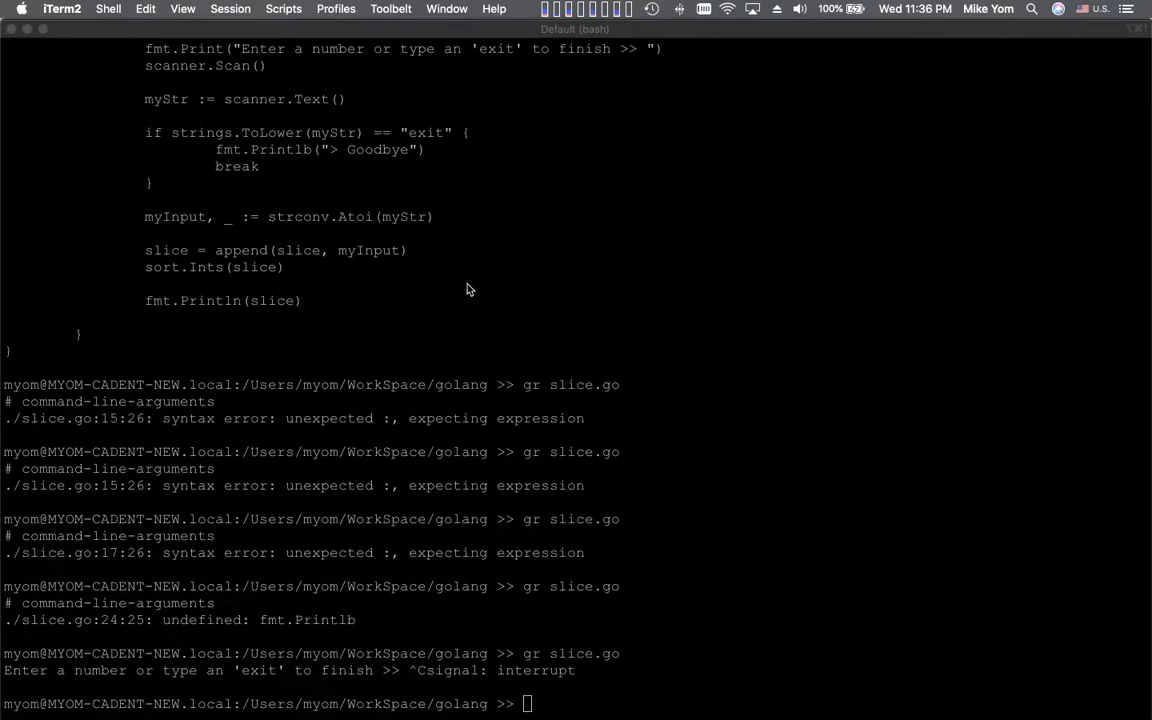 iTerm2 Shell Edit View Session Scripts Profiles Toolbelt Window Help 100% Wed 11:36 PM Mike Yom U.S.
Default (bash)
fmt.Print("Enter a number or type an 'exit' to finish >> ")
scanner.Scan()
myStr := scanner.Text()
if strings.ToLower(myStr) == "exit" {
fmt.Printlb("> Goodbye")
break
}
myInput, _ := strconv.Atoi(myStr)
slice = append(slice, myInput)
sort.Ints(slice)
fmt.Println(slice)
}
}
myom@MYOM-CADENT-NEW.local:/Users/myom/WorkSpace/golang >> gr slice.go
# command-line-arguments
./slice.go:15:26: syntax error: unexpected :, expecting expression
myom@MYOM-CADENT-NEW.local:/Users/myom/WorkSpace/golang >> gr slice.go
# command-line-arguments
./slice.go:15:26: syntax error: unexpected :, expecting expression
myom@MYOM-CADENT-NEW.local:/Users/myom/WorkSpace/golang >> gr slice.go
# command-line-arguments
./slice.go:17:26: syntax error: unexpected :, expecting expression
myom@MYOM-CADENT-NEW.local:/Users/myom/WorkSpace/golang >> gr slice.go
# command-line-arguments
./slice.go:24:25: undefined: fmt.Printlb
myom@MYOM-CADENT-NEW.local:/Users/myom/WorkSpace/golang >> gr slice.go
Enter a number or type an 'exit' to finish >> ^Csignal: interrupt
myom@MYOM-CADENT-NEW.local:/Users/myom/WorkSpace/golang >>